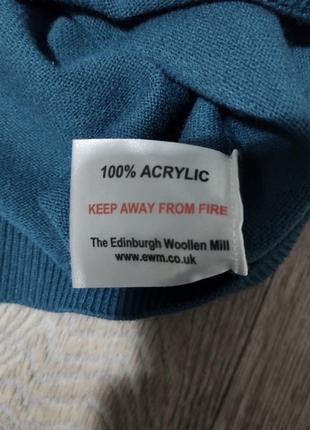 100% ACRYLIC
KEEP AWAY FROM FIRE
The Edinburgh Woollen Mill
www.ewm.co.uk